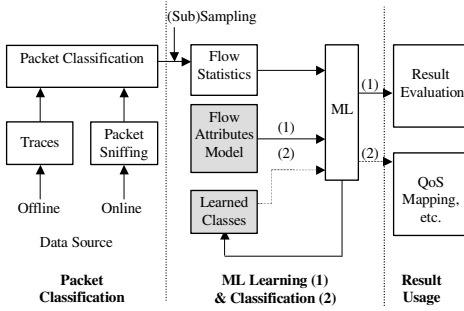 (Sub)Sampling
Packet Classification
Flow
Statistics
ML
Result
Evaluation
(1)
Traces
Packet
Sniffing
Flow
Attributes
Model
(1)
(2)
(2)
Learned
Classes
QoS
Mapping,
etc.
Offline
Online
Data Source
Packet
Classification
ML Learning (1)
& Classification (2)
Result
Usage